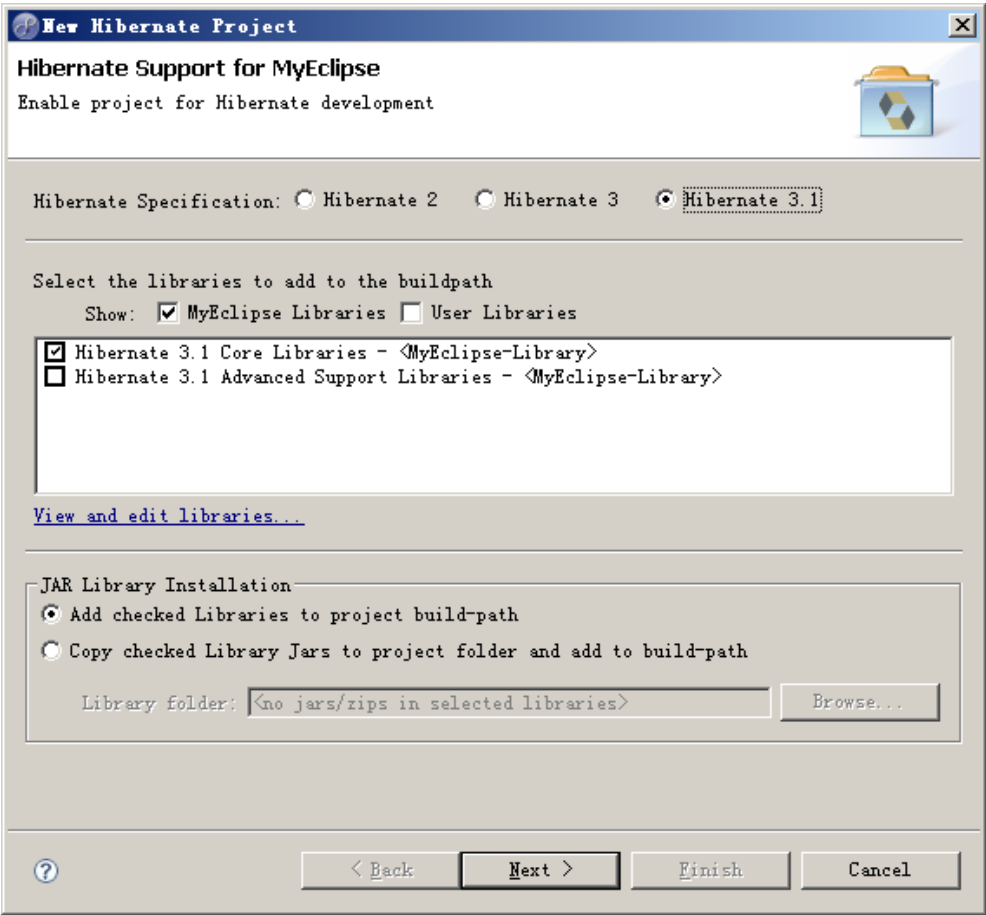 New Hibernate Project
Hibernate Support for MyEclipse
Enable project for Hibernate development
Hibernate Specification: Hibernate 2 Hibernate 3 Hibernate 3.1
Select the libraries to add to the buildpath
Show: MyEclipse Libraries User Libraries
Hibernate 3.1 Core Libraries - <MyEclipse-Library>
Hibernate 3.1 Advanced Support Libraries - <MyEclipse-Library>
View and edit libraries...
JAR Library Installation
Add checked Libraries to project build-path
Copy checked Library Jars to project folder and add to build-path
Library folder: <no jars/zips in selected libraries> Browse...
? < Back Next > Finish Cancel